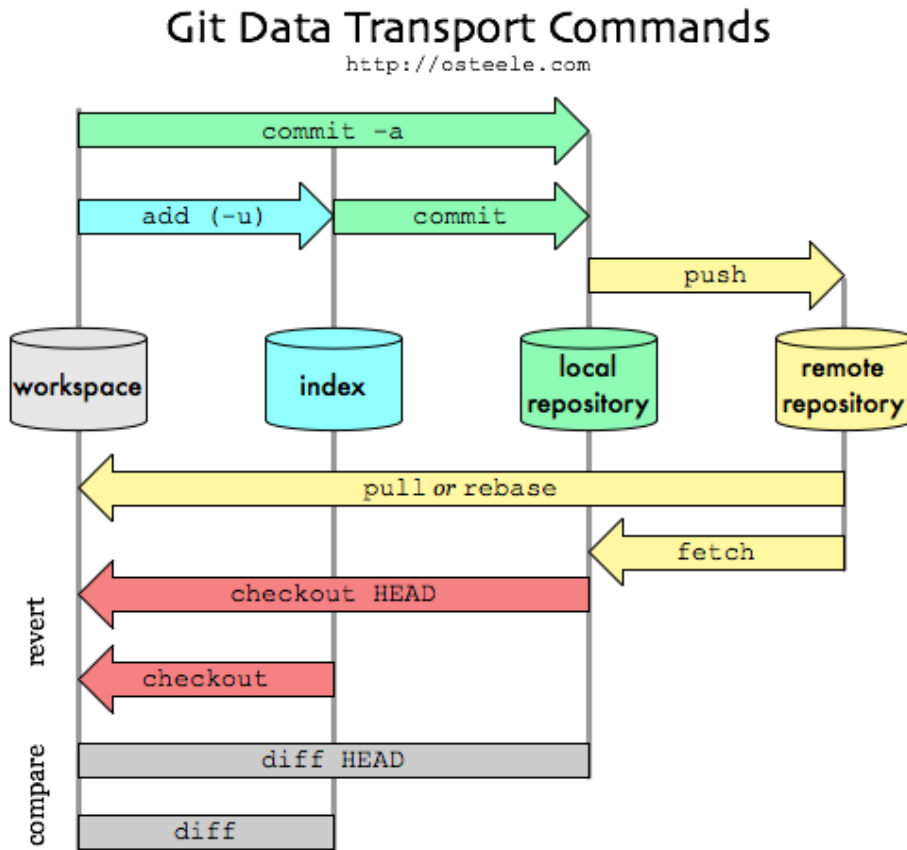 Git Data Transport Commands
http://osteele.com
commit -a
add (-u)
commit
push
workspace
index
local
repository
remote
repository
pull or rebase
fetch
revert
checkout HEAD
checkout
compare
diff HEAD
diff